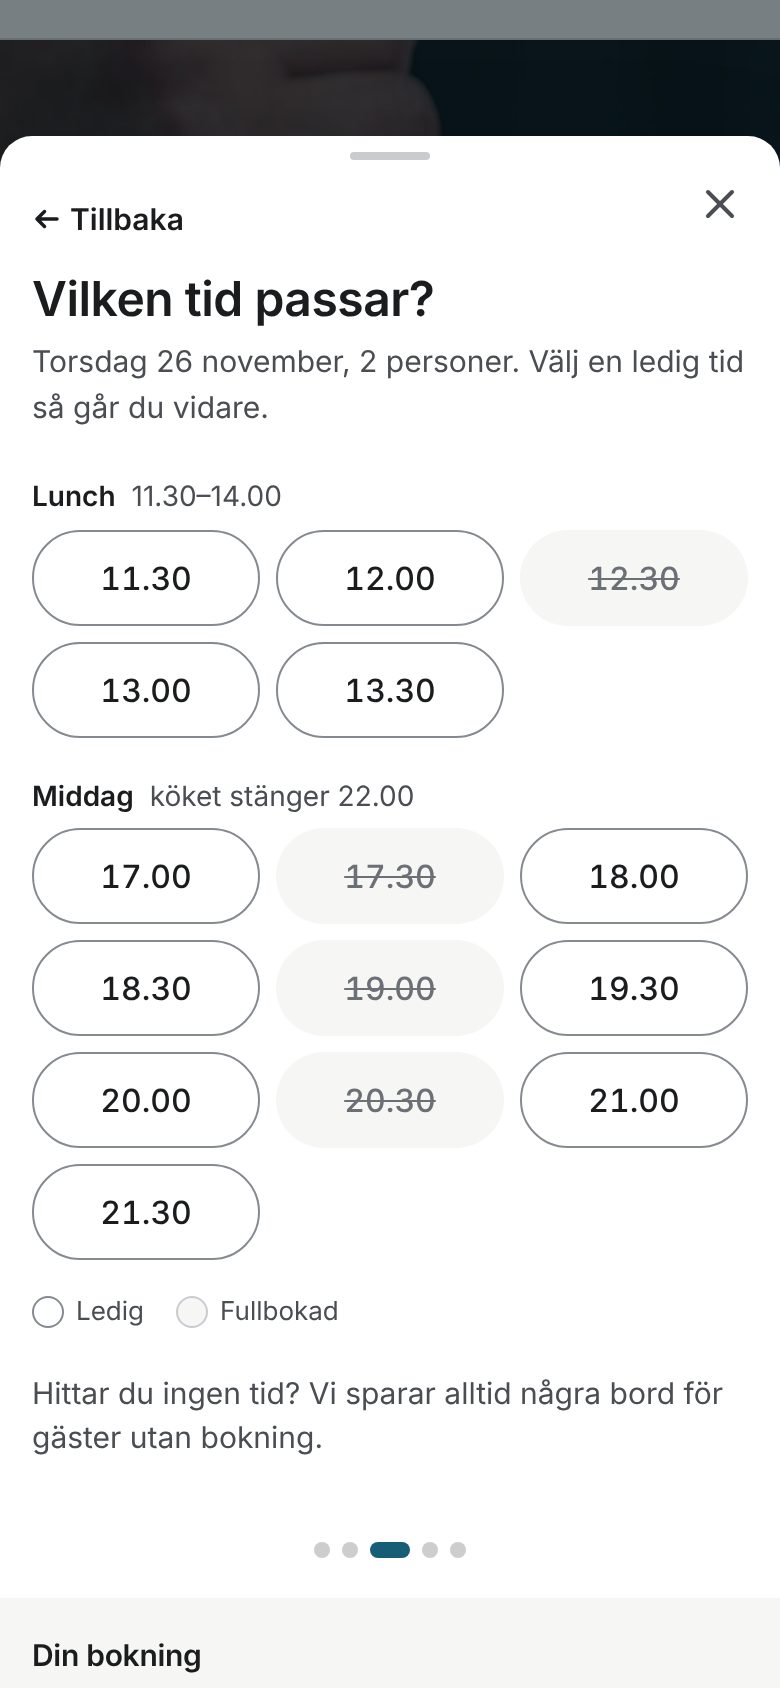 Tillbaka
Vilken tid passar?
Torsdag 26 november, 2 personer. Välj en ledig tid
så går du vidare.
Lunch 11.30–14.00
11.30 12.00 12.30
13.00 13.30
Middag köket stänger 22.00
17.00 17.30 18.00
18.30 19.00 19.30
20.00 20.30 21.00
21.30
Ledig Fullbokad
Hittar du ingen tid? Vi sparar alltid några bord för
gäster utan bokning.
Din bokning